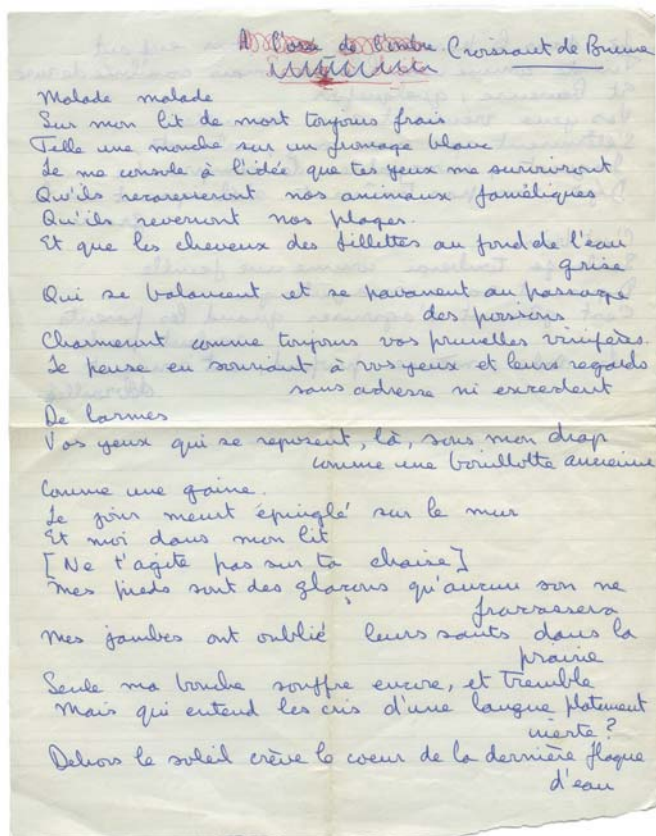 A l'orée de l'ombre Croissant de Brume
Malade malade
Sur mon lit de mort toujours frais
Telle une mouche sur un fromage blanc
Je me console à l'idée que tes yeux me survivront
Qu'ils recaresseront nos animaux faméliques
Qu'ils reverront nos plages.
Et que les cheveux des fillettes au fond de l'eau
grise
Qui se balancent et se pavanent au passage
des poissons
Charmeront comme toujours vos prunelles vinifères.
Je pense en souriant à vos yeux et leurs regards
sans adresse ni excédent
De larmes
Vos yeux qui se reposent, là, sous mon drap
comme une bouillotte ancienne
Comme une gaine.
Le jour meurt épinglé sur le mur
Et moi dans mon lit
[Ne t'agite pas sur ta chaise]
Mes pieds sont des glaçons qu'aucun son ne
fracassera
Mes jambes ont oublié leurs sauts dans la
prairie
Seule ma bouche souffre encore, et tremble
Mais qui entend les cris d'une langue platement
inerte?
Dehors le soleil crève le coeur de la dernière flaque
d'eau